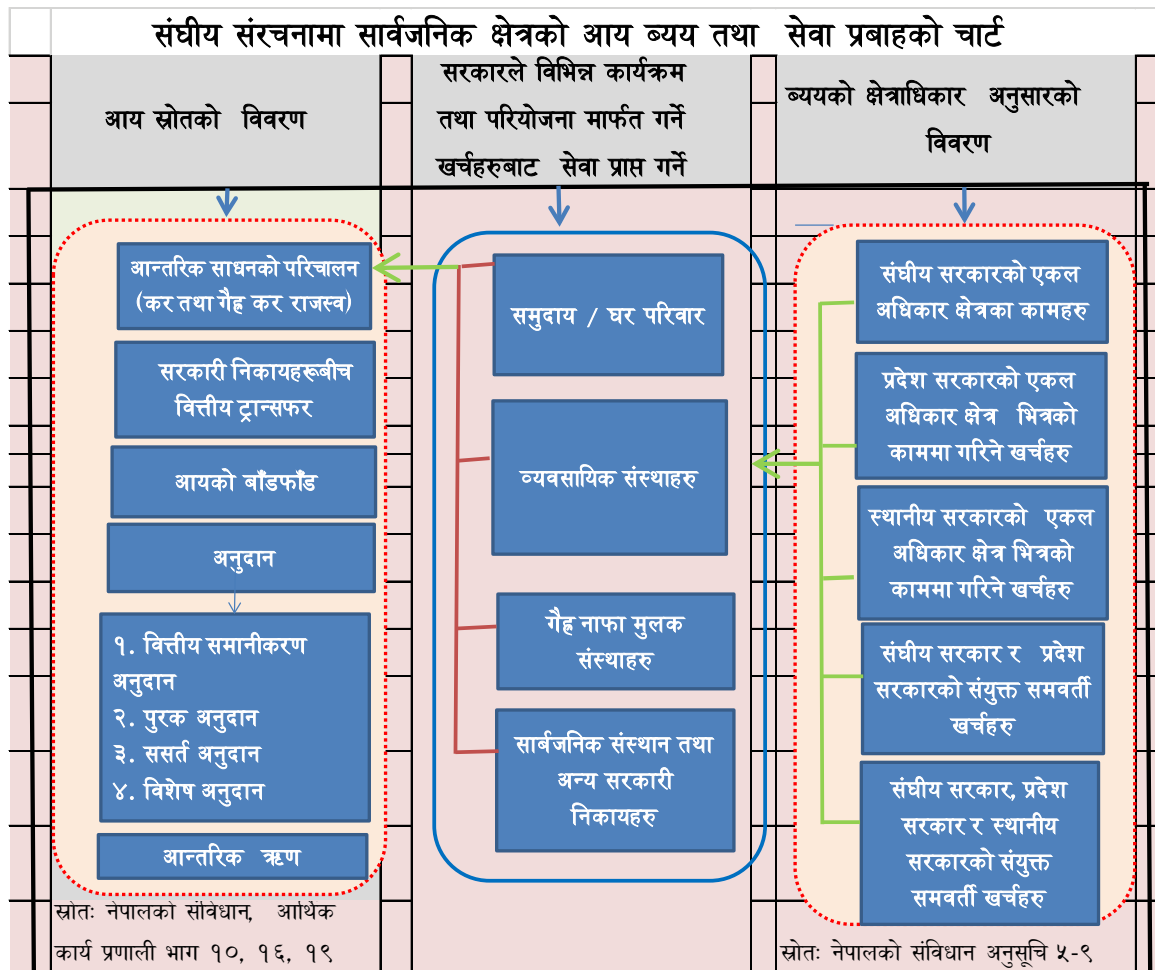 संघीय संरचनामा सार्वजनिक क्षेत्रको आय ब्यय तथा सेवा प्रबाहको चार्ट
आय स्रोतको विवरण
आन्तरिक साधनको परिचालन
(कर तथा गैह्र कर राजस्व)
सरकारी निकायहरूबीच
वित्तीय ट्रान्सफर
आयको बाँडफाँड
अनुदान
१. वित्तीय समानीकरण
अनुदान
२. पुरक अनुदान
३. ससर्त अनुदान
४. विशेष अनुदान
आन्तरिक ऋण
स्रोतः नेपालको संविधान, आर्थिक
कार्य प्रणाली भाग १०, १६, १९
सरकारले विभिन्न कार्यक्रम
तथा परियोजना मार्फत गर्ने
खर्चहरुबाट सेवा प्राप्त गर्ने
समुदाय / घर परिवार
व्यवसायिक संस्थाहरु
गैह्र नाफा मुलक
संस्थाहरु
सार्बजनिक संस्थान तथा
अन्य सरकारी
निकायहरु
ब्ययको क्षेत्राधिकार अनुसारको
विवरण
संघीय सरकारको एकल
अधिकार क्षेत्रका कामहरु
प्रदेश सरकारको एकल
अधिकार क्षेत्र भित्रको
काममा गरिने खर्चहरु
स्थानीय सरकारको एकल
अधिकार क्षेत्र भित्रको
काममा गरिने खर्चहरु
संघीय सरकार र प्रदेश
सरकारको संयुक्त समवर्ती
खर्चहरु
संघीय सरकार, प्रदेश
सरकार र स्थानीय
सरकारको संयुक्त
समवर्ती खर्चहरु
स्रोतः नेपालको संविधान अनुसूचि ५-९